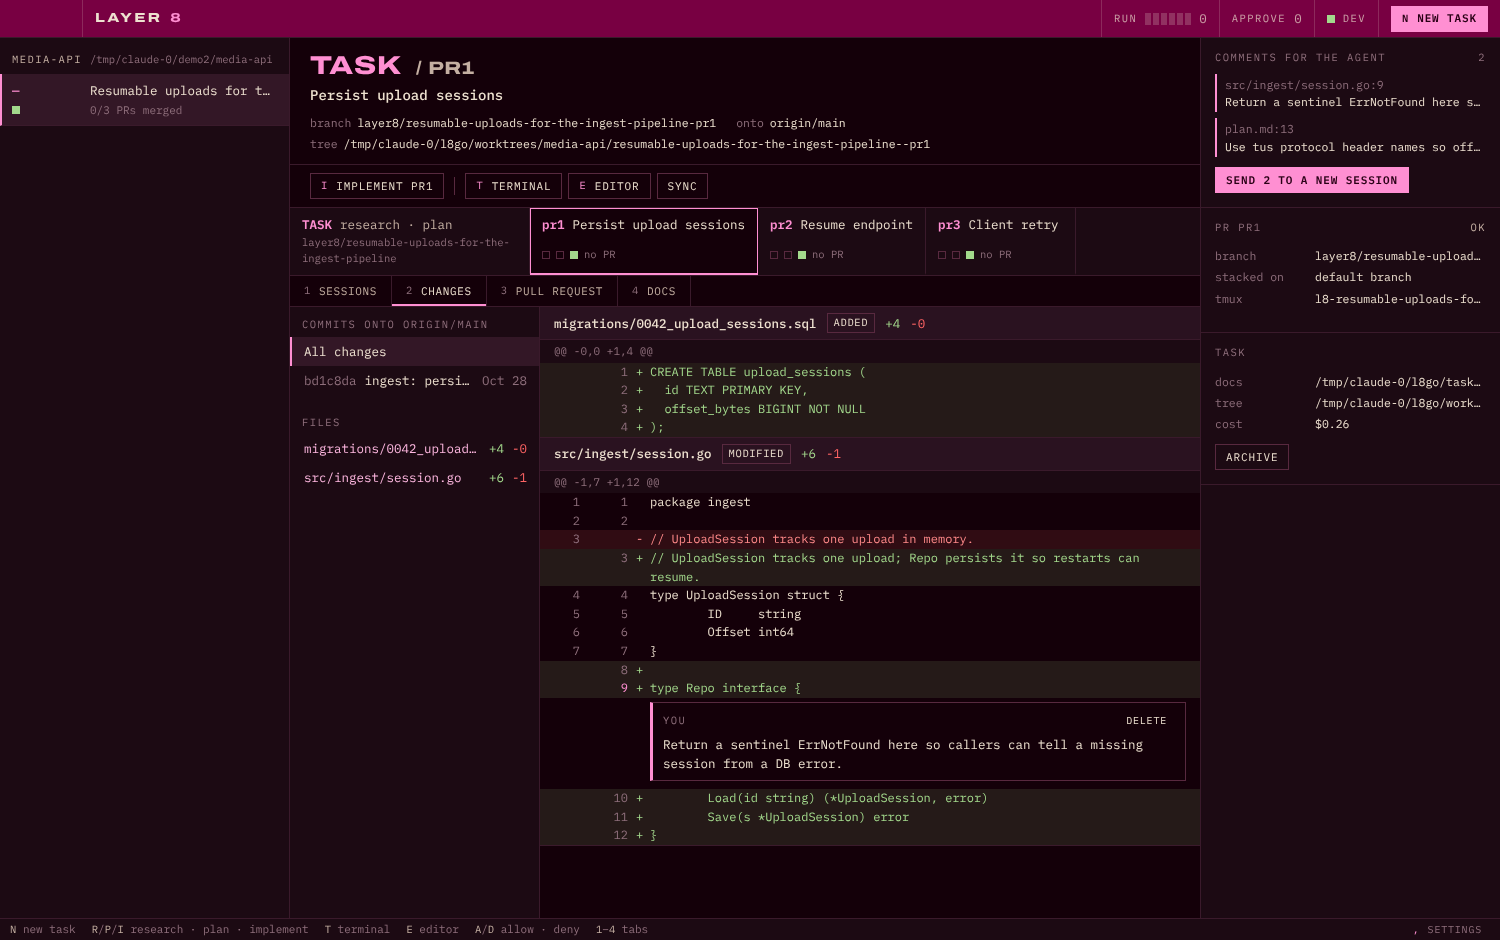 LAYER 8
RUN 0
APPROVE 0
DEV
N NEW TASK
MEDIA-API /tmp/claude-0/demo2/media-api
— Resumable uploads for t…
0/3 PRs merged
TASK / PR1
Persist upload sessions
branch layer8/resumable-uploads-for-the-ingest-pipeline-pr1 onto origin/main
tree /tmp/claude-0/l8go/worktrees/media-api/resumable-uploads-for-the-ingest-pipeline--pr1
I IMPLEMENT PR1
T TERMINAL
E EDITOR
SYNC
TASK research · plan
layer8/resumable-uploads-for-the-
ingest-pipeline
pr1 Persist upload sessions
no PR
pr2 Resume endpoint
no PR
pr3 Client retry
no PR
1 SESSIONS
2 CHANGES
3 PULL REQUEST
4 DOCS
COMMITS ONTO ORIGIN/MAIN
All changes
bd1c8da ingest: persi… Oct 28
FILES
migrations/0042_upload… +4 -0
src/ingest/session.go +6 -1
migrations/0042_upload_sessions.sql ADDED +4 -0
@@ -0,0 +1,4 @@
1 + CREATE TABLE upload_sessions (
2 + id TEXT PRIMARY KEY,
3 + offset_bytes BIGINT NOT NULL
4 + );
src/ingest/session.go MODIFIED +6 -1
@@ -1,7 +1,12 @@
1 1 package ingest
2 2
3 - // UploadSession tracks one upload in memory.
3 + // UploadSession tracks one upload; Repo persists it so restarts can
resume.
4 4 type UploadSession struct {
5 5 ID string
6 6 Offset int64
7 7 }
8 +
9 + type Repo interface {
YOU DELETE
Return a sentinel ErrNotFound here so callers can tell a missing
session from a DB error.
10 + Load(id string) (*UploadSession, error)
11 + Save(s *UploadSession) error
12 + }
COMMENTS FOR THE AGENT 2
src/ingest/session.go:9
Return a sentinel ErrNotFound here s…
plan.md:13
Use tus protocol header names so off…
SEND 2 TO A NEW SESSION
PR PR1 OK
branch layer8/resumable-upload…
stacked on default branch
tmux l8-resumable-uploads-fo…
TASK
docs /tmp/claude-0/l8go/task…
tree /tmp/claude-0/l8go/work…
cost $0.26
ARCHIVE
N new task R/P/I research · plan · implement T terminal E editor A/D allow · deny 1–4 tabs
, SETTINGS